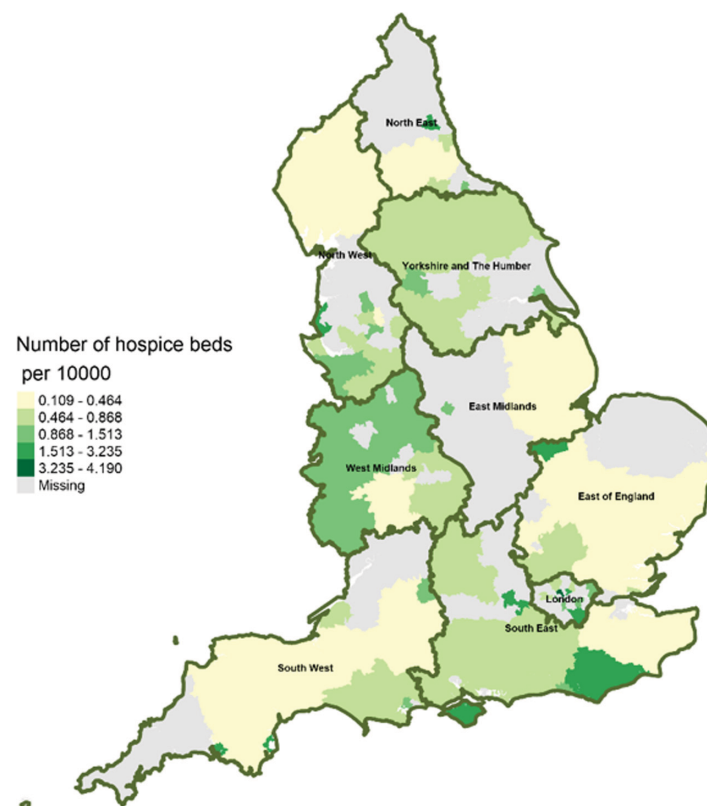 North East
North West
Yorkshire and The Humber
Number of hospice beds
per 10000
0.109 - 0.464
0.464 - 0.868
0.868 - 1.513
1.513 - 3.235
3.235 - 4.190
Missing
East Midlands
West Midlands
East of England
London
South East
South West